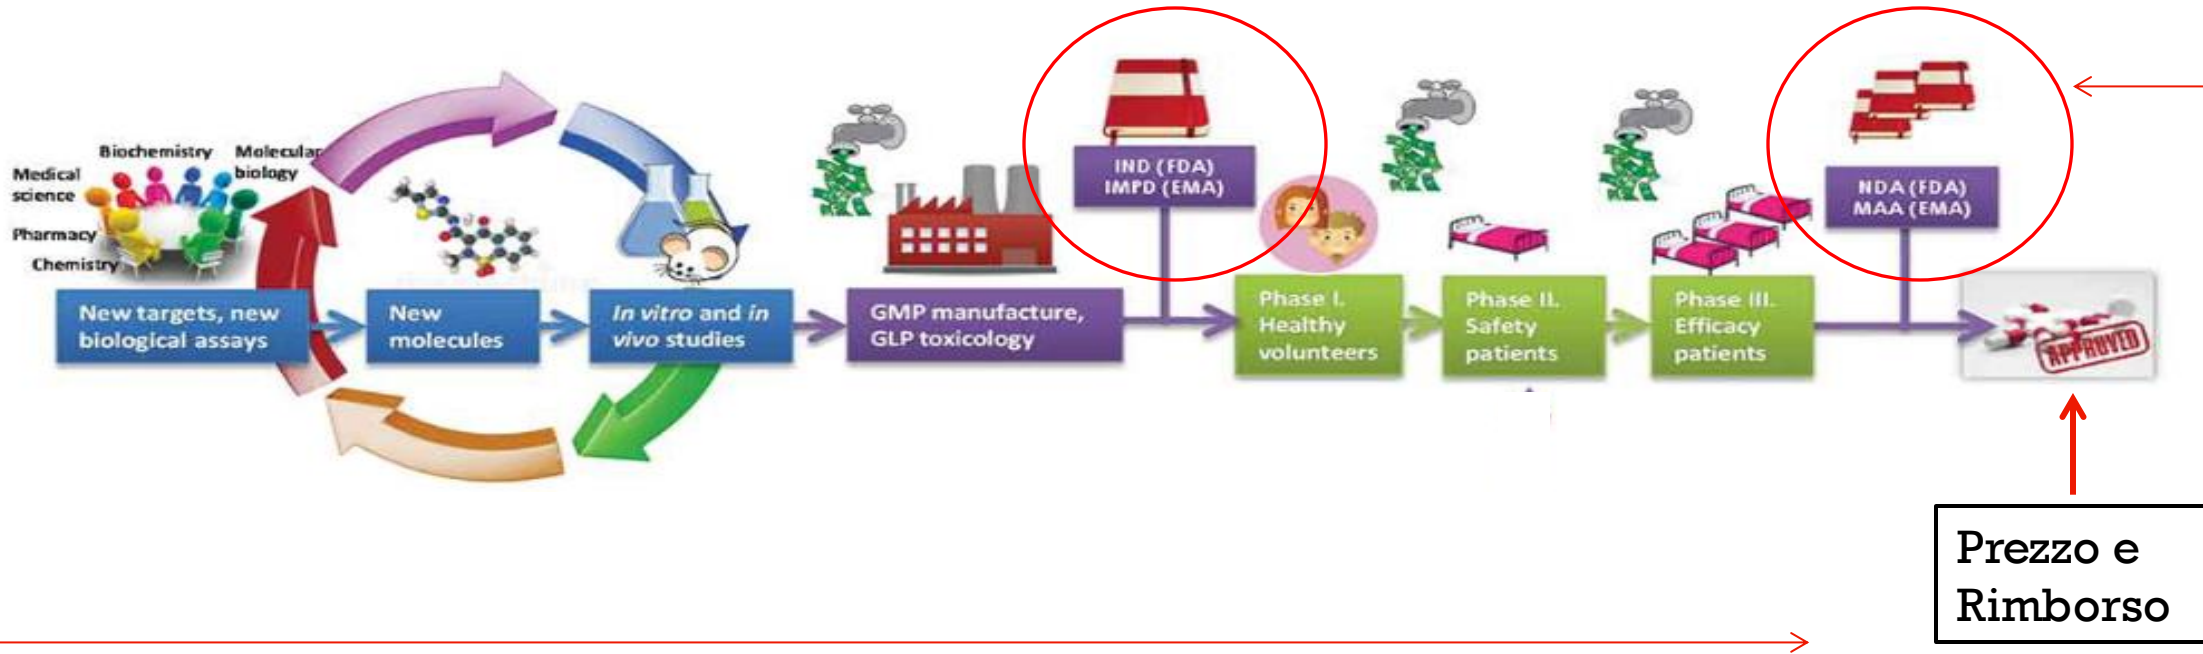 Biochemistry
Molecular
biology
Medical
science
Pharmacy
Chemistry
New targets, new
biological assays
New
molecules
In vitro and in
vivo studies
GMP manufacture,
GLP toxicology
IND (FDA)
IMPD (EMA)
Phase I.
Healthy
volunteers
Phase II.
Safety
patients
Phase III.
Efficacy
patients
NDA (FDA)
MAA (EMA)
APPROVED
Prezzo e
Rimborso